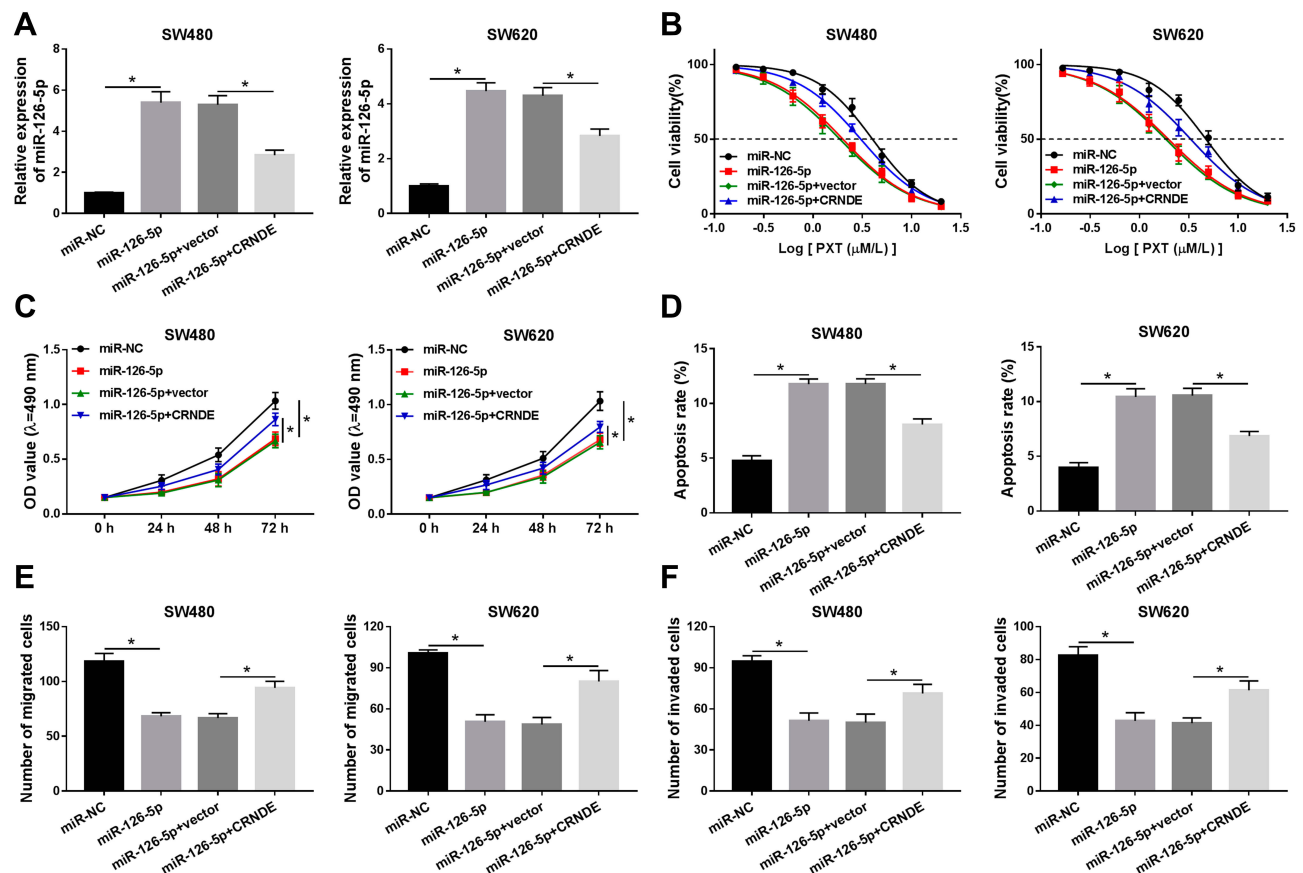 A
SW480
Relative expression
of miR-126-5p
8
6
4
2
0
*
*
miR-NC
miR-126-5p
miR-126-5p+vector
miR-126-5p+CRNDE
SW620
Relative expression
of miR-126-5p
6
4
2
0
*
*
miR-NC
miR-126-5p
miR-126-5p+vector
miR-126-5p+CRNDE
B
SW480
Cell viability(%)
100
50
0
miR-NC
miR-126-5p
miR-126-5p+vector
miR-126-5p+CRNDE
-1.0 -0.5 0.0 0.5 1.0 1.5
Log [ PXT (μM/L) ]
SW620
Cell viability(%)
100
50
0
miR-NC
miR-126-5p
miR-126-5p+vector
miR-126-5p+CRNDE
-1.0 -0.5 0.0 0.5 1.0 1.5
Log [ PXT (μM/L) ]
C
SW480
OD value (λ=490 nm)
1.5
1.0
0.5
0.0
miR-NC
miR-126-5p
miR-126-5p+vector
miR-126-5p+CRNDE
*
*
0 h 24 h 48 h 72 h
SW620
OD value (λ=490 nm)
1.5
1.0
0.5
0.0
miR-NC
miR-126-5p
miR-126-5p+vector
miR-126-5p+CRNDE
*
*
0 h 24 h 48 h 72 h
D
SW480
Apoptosis rate (%)
15
10
5
0
*
*
miR-NC
miR-126-5p
miR-126-5p+vector
miR-126-5p+CRNDE
SW620
Apoptosis rate (%)
15
10
5
0
*
*
miR-NC
miR-126-5p
miR-126-5p+vector
miR-126-5p+CRNDE
E
SW480
Number of migrated cells
150
100
50
0
*
*
miR-NC
miR-126-5p
miR-126-5p+vector
miR-126-5p+CRNDE
SW620
Number of migrated cells
120
90
60
30
0
*
*
miR-NC
miR-126-5p
miR-126-5p+vector
miR-126-5p+CRNDE
F
SW480
Number of invaded cells
120
90
60
30
0
*
*
miR-NC
miR-126-5p
miR-126-5p+vector
miR-126-5p+CRNDE
SW620
Number of invaded cells
100
80
60
40
20
0
*
*
miR-NC
miR-126-5p
miR-126-5p+vector
miR-126-5p+CRNDE